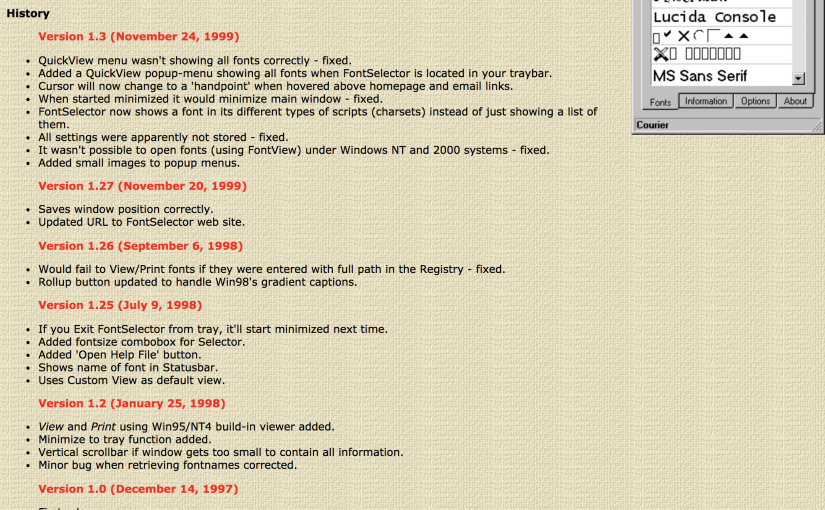 History
Version 1.3 (November 24, 1999)
• QuickView menu wasn't showing all fonts correctly - fixed.
• Added a QuickView popup-menu showing all fonts when FontSelector is located in your traybar.
• Cursor will now change to a 'handpoint' when hovered above homepage and email links.
• When started minimized it would minimize main window - fixed.
• FontSelector now shows a font in its different types of scripts (charsets) instead of just showing a list of
them.
• All settings were apparently not stored - fixed.
• It wasn't possible to open fonts (using FontView) under Windows NT and 2000 systems - fixed.
• Added small images to popup menus.
Version 1.27 (November 20, 1999)
• Saves window position correctly.
• Updated URL to FontSelector web site.
Version 1.26 (September 6, 1998)
• Would fail to View/Print fonts if they were entered with full path in the Registry - fixed.
• Rollup button updated to handle Win98's gradient captions.
Version 1.25 (July 9, 1998)
• If you Exit FontSelector from tray, it'll start minimized next time.
• Added fontsize combobox for Selector.
• Added 'Open Help File' button.
• Shows name of font in Statusbar.
• Uses Custom View as default view.
Version 1.2 (January 25, 1998)
• View and Print using Win95/NT4 build-in viewer added.
• Minimize to tray function added.
• Vertical scrollbar if window gets too small to contain all information.
• Minor bug when retrieving fontnames corrected.
Version 1.0 (December 14, 1997)
Lucida Console
MS Sans Serif
Fonts Information Options About
Courier